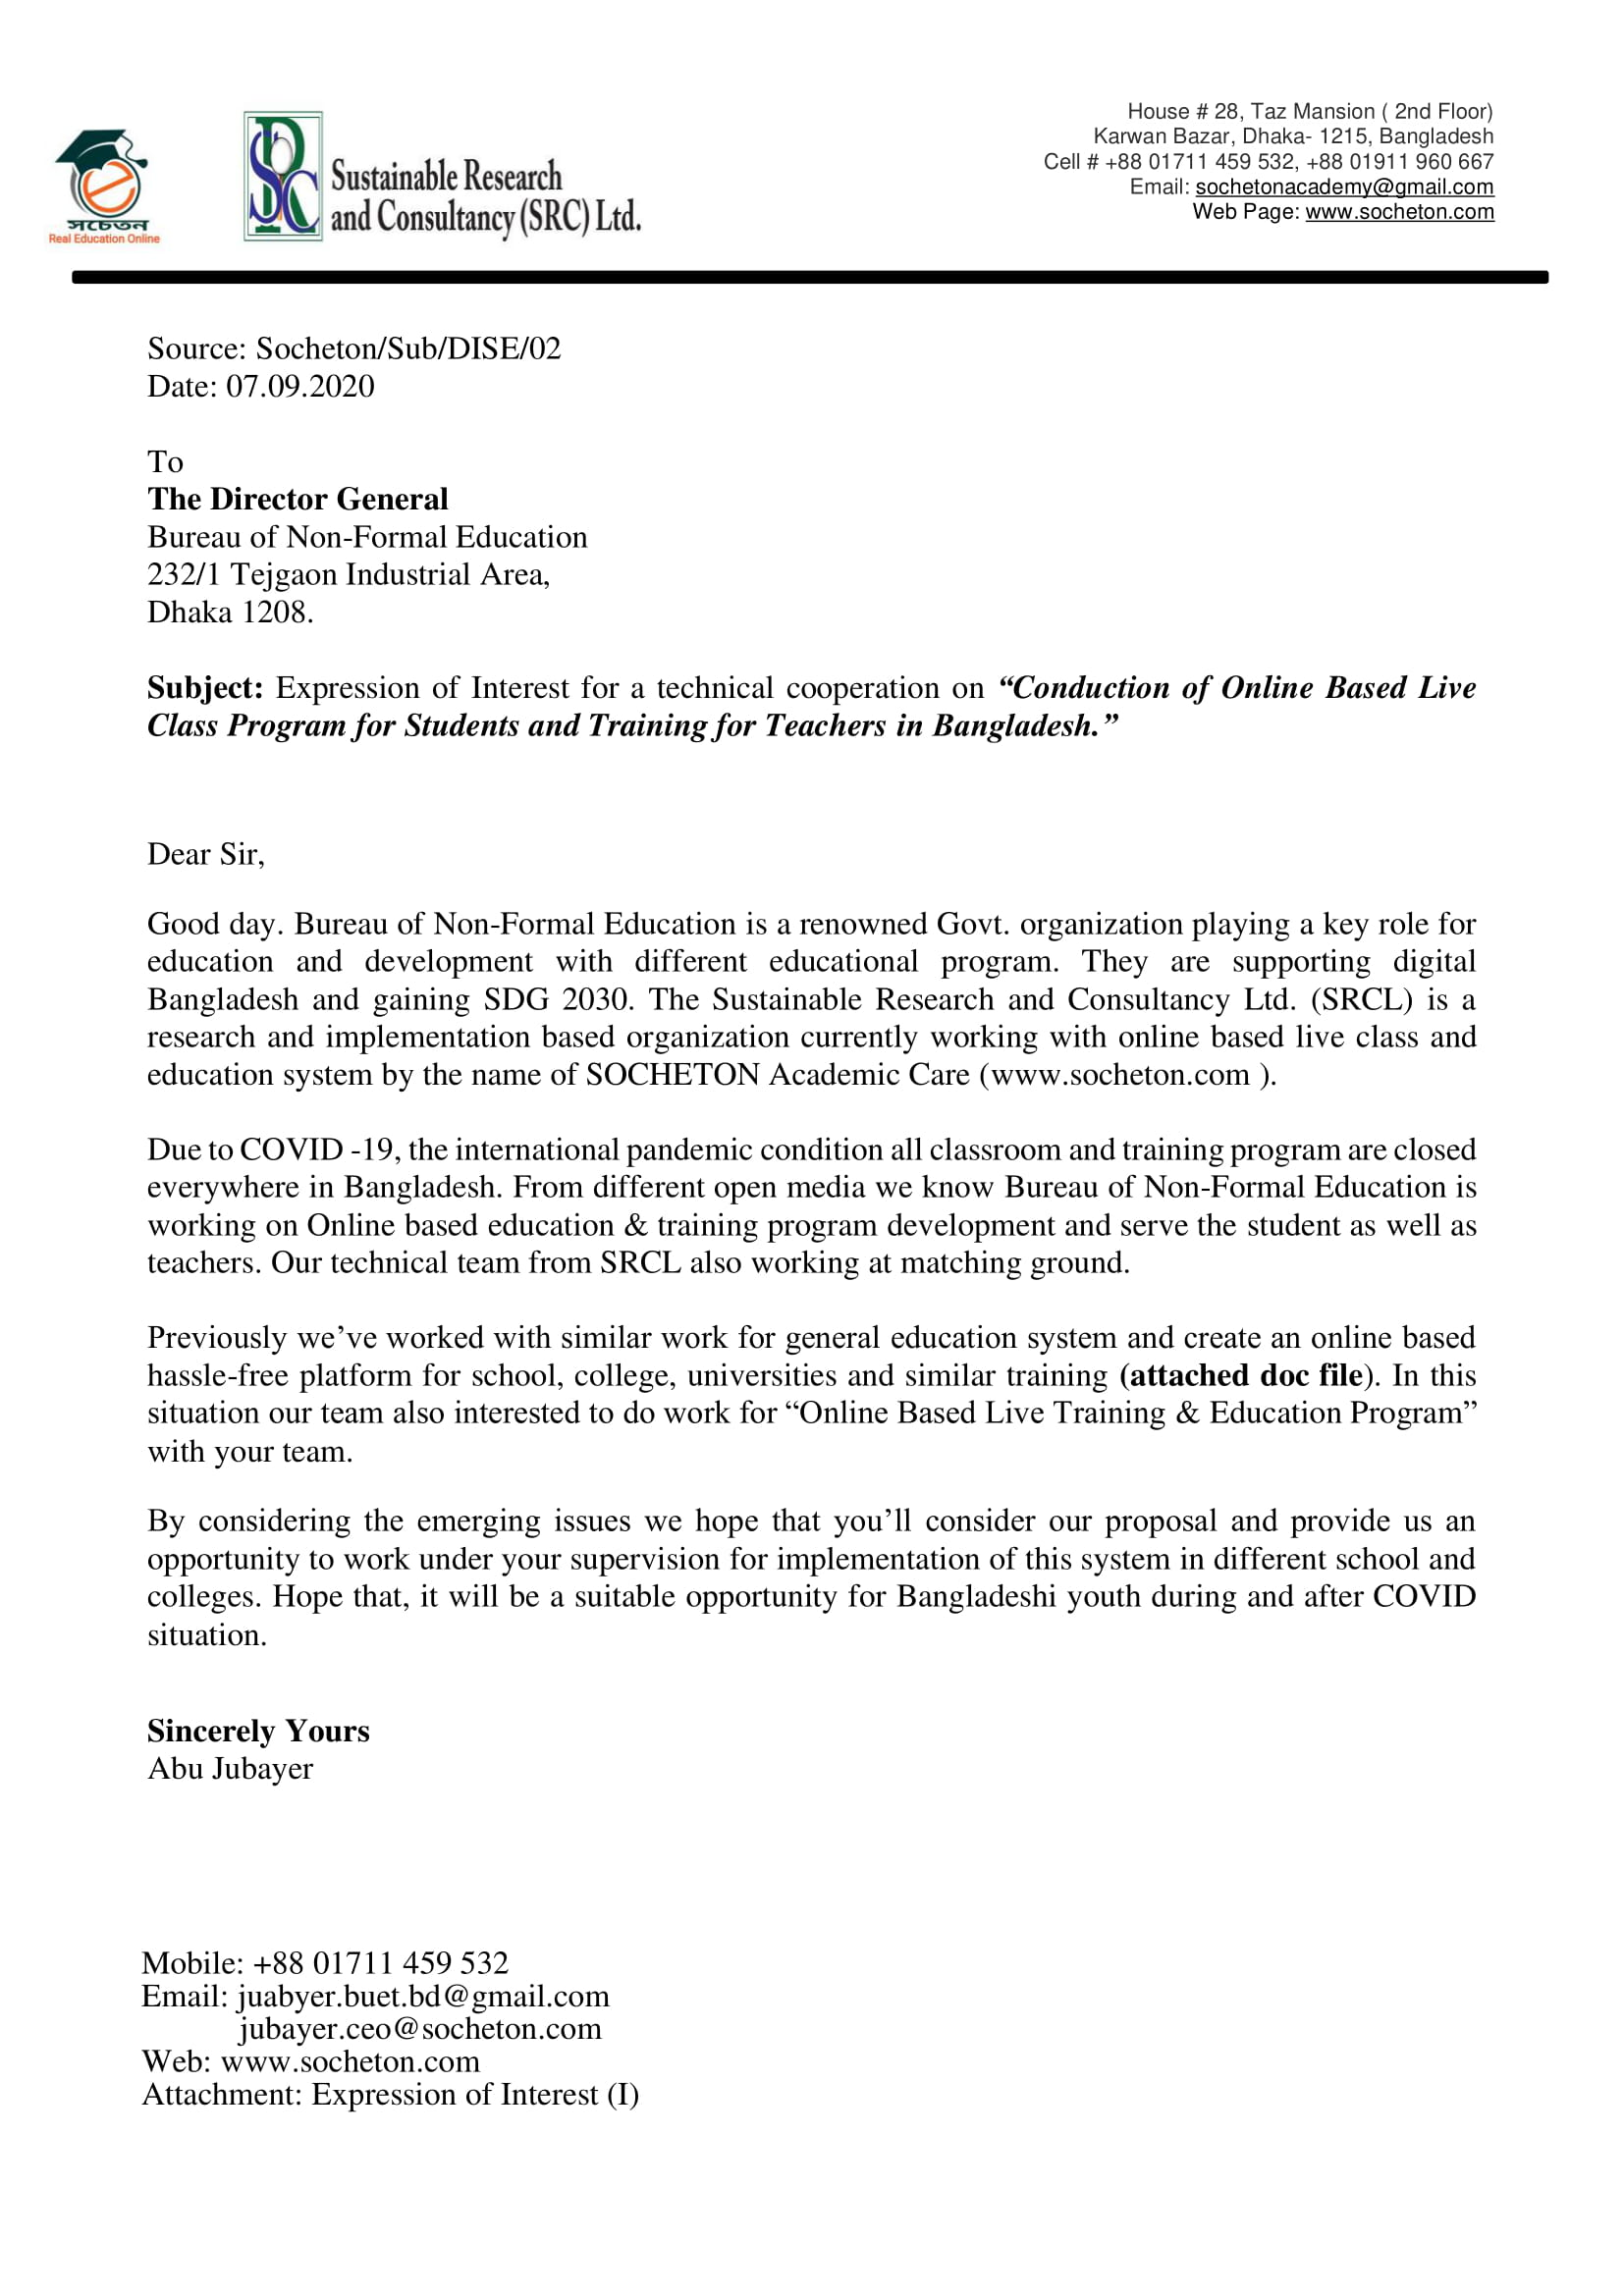 সচেতন
Real Education Online
SRC
Sustainable Research
and Consultancy (SRC) Ltd.
House # 28, Taz Mansion ( 2nd Floor)
Karwan Bazar, Dhaka- 1215, Bangladesh
Cell # +88 01711 459 532, +88 01911 960 667
Email: sochetonacademy@gmail.com
Web Page: www.socheton.com
Source: Socheton/Sub/DISE/02
Date: 07.09.2020
To
The Director General
Bureau of Non-Formal Education
232/1 Tejgaon Industrial Area,
Dhaka 1208.
Subject: Expression of Interest for a technical cooperation on “Conduction of Online Based Live
Class Program for Students and Training for Teachers in Bangladesh.”
Dear Sir,
Good day. Bureau of Non-Formal Education is a renowned Govt. organization playing a key role for
education and development with different educational program. They are supporting digital
Bangladesh and gaining SDG 2030. The Sustainable Research and Consultancy Ltd. (SRCL) is a
research and implementation based organization currently working with online based live class and
education system by the name of SOCHETON Academic Care (www.socheton.com ).
Due to COVID -19, the international pandemic condition all classroom and training program are closed
everywhere in Bangladesh. From different open media we know Bureau of Non-Formal Education is
working on Online based education & training program development and serve the student as well as
teachers. Our technical team from SRCL also working at matching ground.
Previously we’ve worked with similar work for general education system and create an online based
hassle-free platform for school, college, universities and similar training (attached doc file). In this
situation our team also interested to do work for “Online Based Live Training & Education Program”
with your team.
By considering the emerging issues we hope that you’ll consider our proposal and provide us an
opportunity to work under your supervision for implementation of this system in different school and
colleges. Hope that, it will be a suitable opportunity for Bangladeshi youth during and after COVID
situation.
Sincerely Yours
Abu Jubayer
Mobile: +88 01711 459 532
Email: juabyer.buet.bd@gmail.com
jubayer.ceo@socheton.com
Web: www.socheton.com
Attachment: Expression of Interest (I)